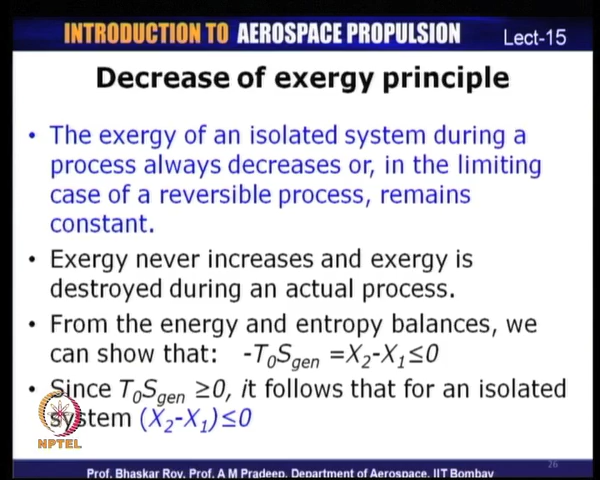 INTRODUCTION TO AEROSPACE PROPULSION Lect-15
Decrease of exergy principle
• The exergy of an isolated system during a
process always decreases or, in the limiting
case of a reversible process, remains
constant.
• Exergy never increases and exergy is
destroyed during an actual process.
• From the energy and entropy balances, we
can show that: -T₀Sgen =X₂-X₁≤0
• Since T₀Sgen ≥0, it follows that for an isolated
system (X₂-X₁)≤0
NPTEL
26
Prof. Bhaskar Roy, Prof. A M Pradeep, Department of Aerospace, IIT Bombay